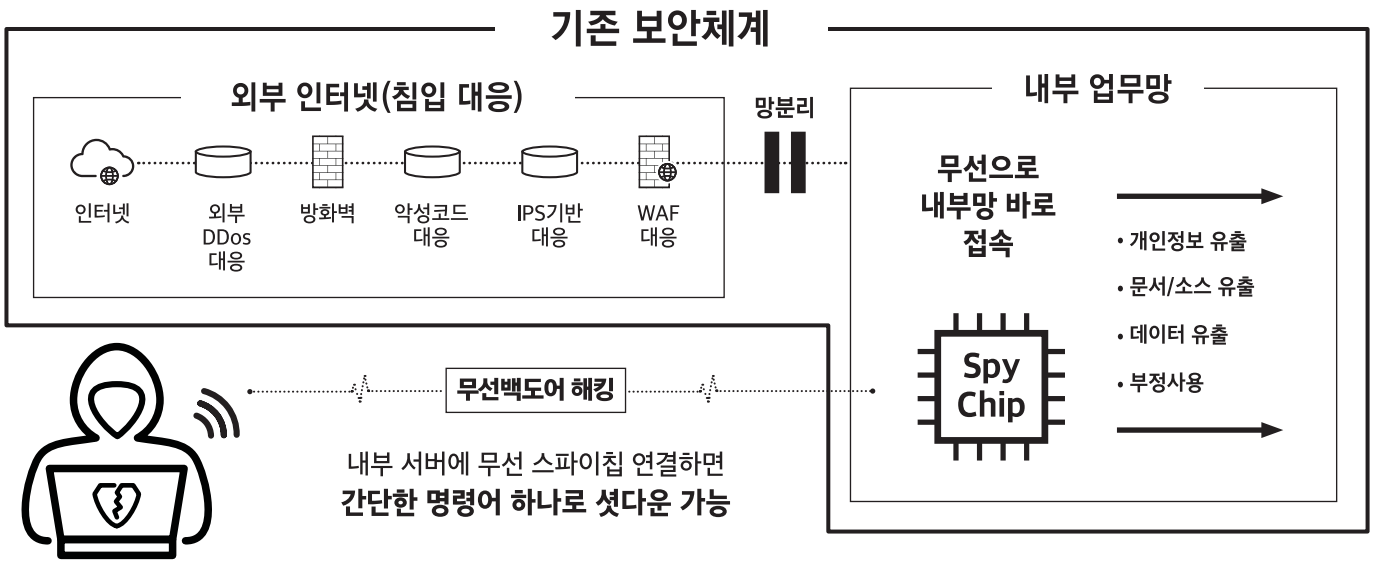 기존 보안체계
외부 인터넷(침입 대응)
인터넷
외부
DDos
대응
방화벽
악성코드
대응
IPS기반
대응
WAF
대응
망분리
내부 업무망
무선으로
내부망 바로
접속
Spy
Chip
• 개인정보 유출
• 문서/소스 유출
• 데이터 유출
• 부정사용
무선백도어 해킹
내부 서버에 무선 스파이칩 연결하면
간단한 명령어 하나로 셧다운 가능